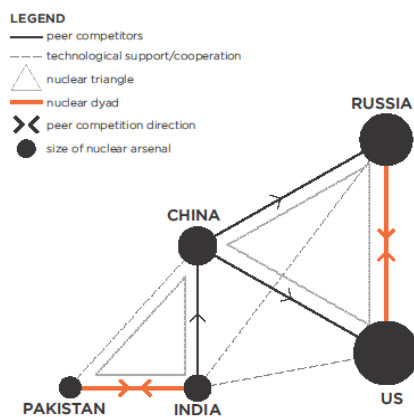 LEGEND
peer competitors
technological support/cooperation
nuclear triangle
nuclear dyad
peer competition direction
size of nuclear arsenal
RUSSIA
CHINA
PAKISTAN
INDIA
US